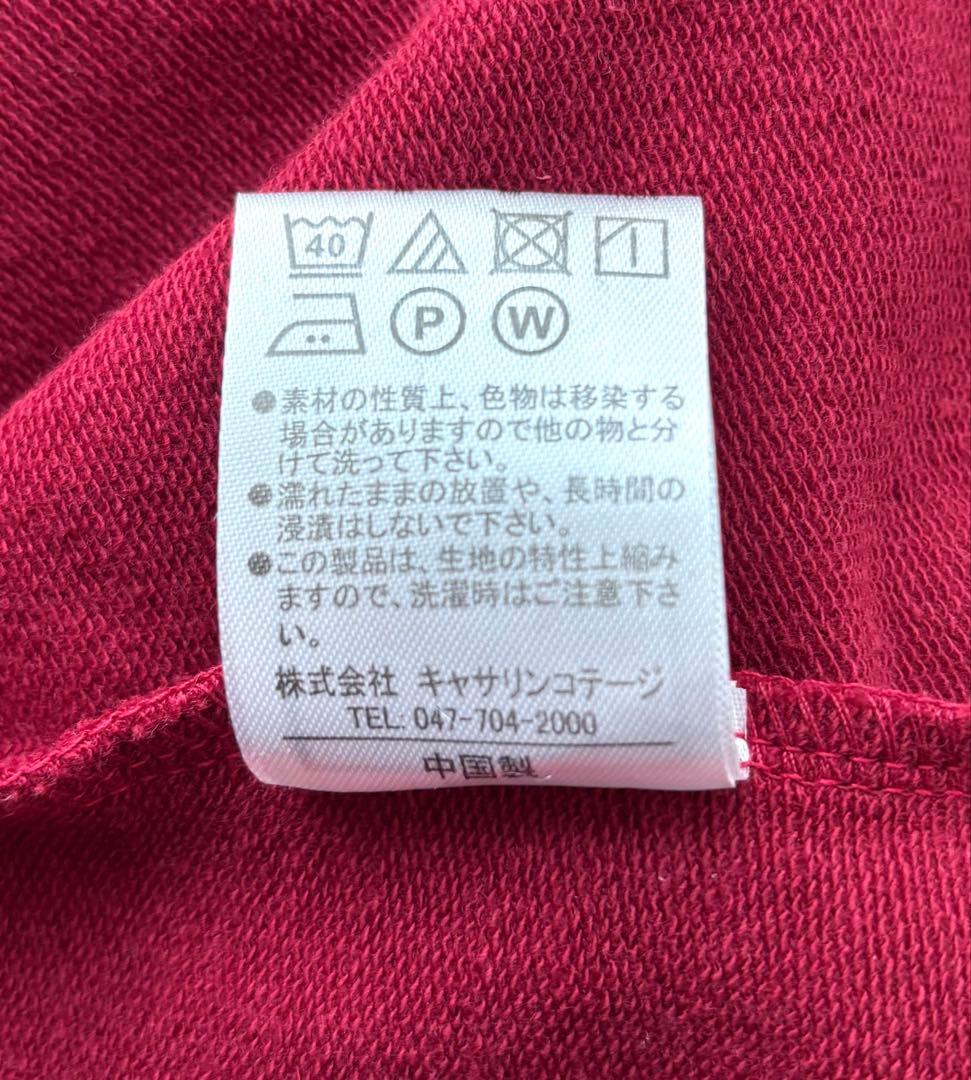 40
P W
●素材の性質上、色物は移染する
場合がありますので他の物と分
けて洗って下さい。
●濡れたままの放置や、長時間の
浸漬はしないで下さい。
●この製品は、生地の特性上縮み
ますので、洗濯時はご注意下さ
い。
株式会社 キャサリンコテージ
TEL: 047-704-2000
中国製